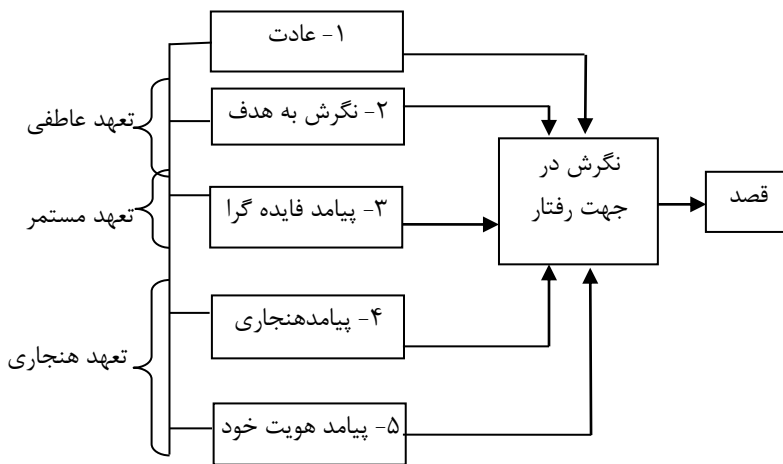 ۱- عادت
۲- نگرش به هدف
تعهد عاطفی
نگرش در
جهت رفتار
قصد
۳- پیامد فایده گرا
تعهد مستمر
۴- پیامدهنجاری
تعهد هنجاری
۵- پیامد هویت خود